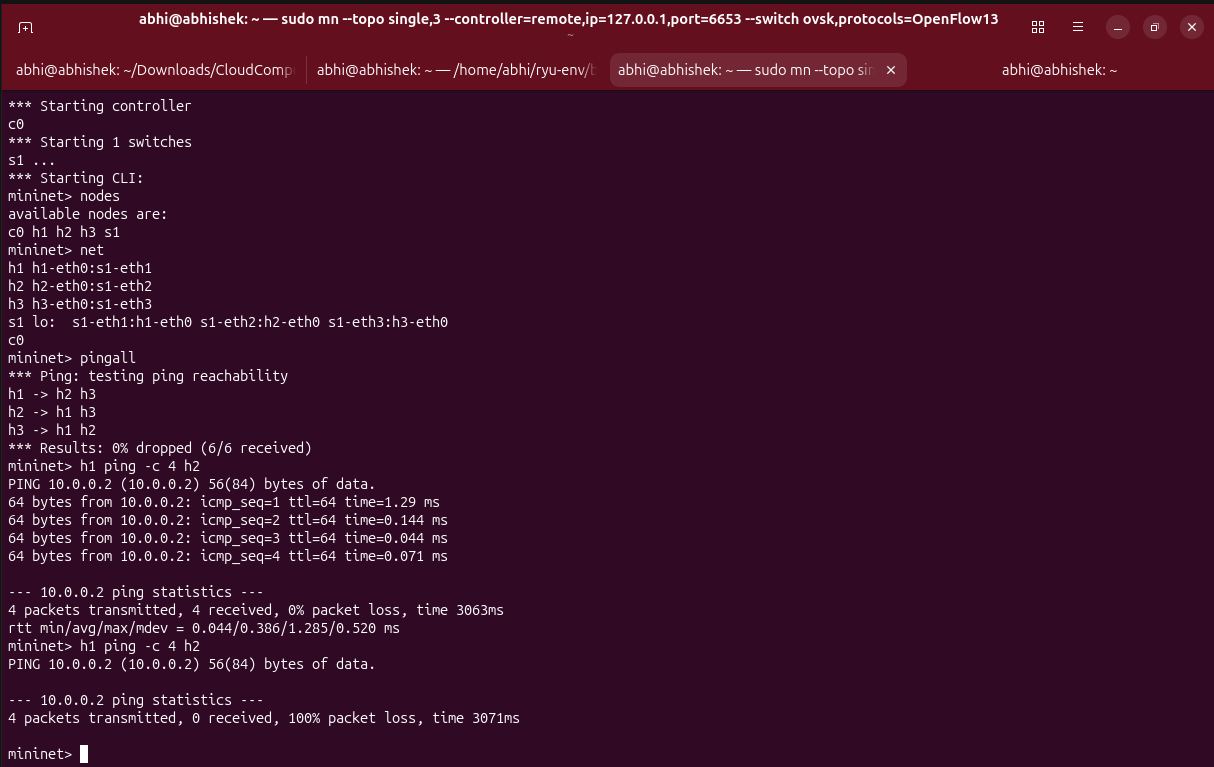 abhi@abhishek: ~ — sudo mn --topo single,3 --controller=remote,ip=127.0.0.1,port=6653 --switch ovsk,protocols=OpenFlow13
~
abhi@abhishek: ~/Downloads/CloudComp
abhi@abhishek: ~ — /home/abhi/ryu-env/b
abhi@abhishek: ~ — sudo mn --topo sin
abhi@abhishek: ~
*** Starting controller
c0
*** Starting 1 switches
s1 ...
*** Starting CLI:
mininet> nodes
available nodes are:
c0 h1 h2 h3 s1
mininet> net
h1 h1-eth0:s1-eth1
h2 h2-eth0:s1-eth2
h3 h3-eth0:s1-eth3
s1 lo:  s1-eth1:h1-eth0 s1-eth2:h2-eth0 s1-eth3:h3-eth0
c0
mininet> pingall
*** Ping: testing ping reachability
h1 -> h2 h3
h2 -> h1 h3
h3 -> h1 h2
*** Results: 0% dropped (6/6 received)
mininet> h1 ping -c 4 h2
PING 10.0.0.2 (10.0.0.2) 56(84) bytes of data.
64 bytes from 10.0.0.2: icmp_seq=1 ttl=64 time=1.29 ms
64 bytes from 10.0.0.2: icmp_seq=2 ttl=64 time=0.144 ms
64 bytes from 10.0.0.2: icmp_seq=3 ttl=64 time=0.044 ms
64 bytes from 10.0.0.2: icmp_seq=4 ttl=64 time=0.071 ms

--- 10.0.0.2 ping statistics ---
4 packets transmitted, 4 received, 0% packet loss, time 3063ms
rtt min/avg/max/mdev = 0.044/0.386/1.285/0.520 ms
mininet> h1 ping -c 4 h2
PING 10.0.0.2 (10.0.0.2) 56(84) bytes of data.

--- 10.0.0.2 ping statistics ---
4 packets transmitted, 0 received, 100% packet loss, time 3071ms

mininet>